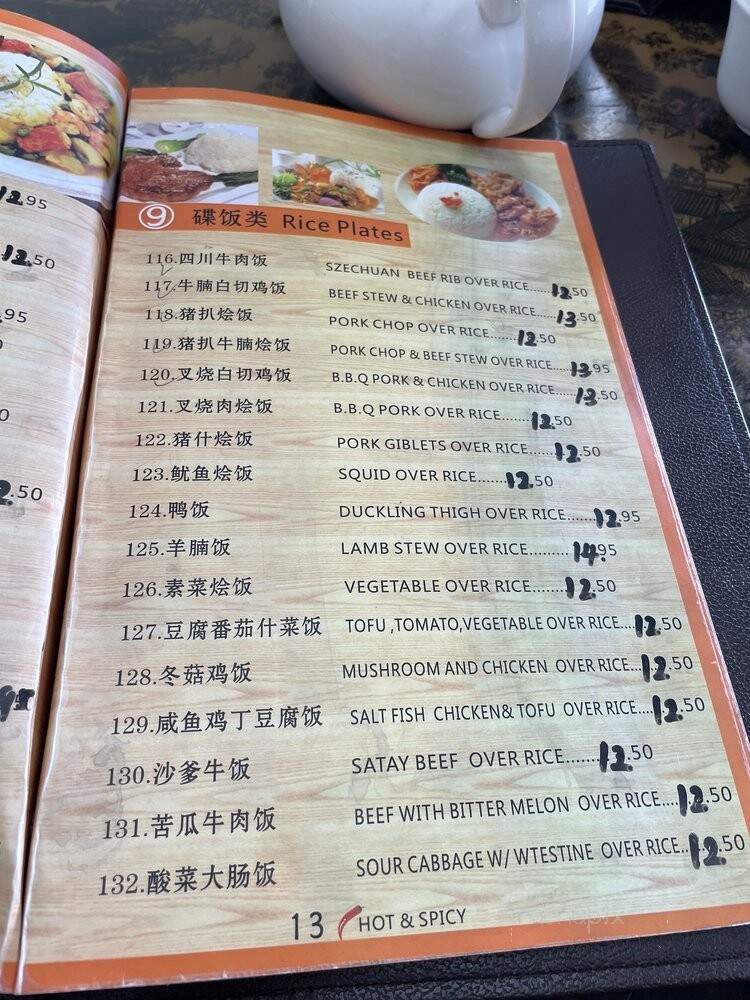 12.95
12.50
.95
2.50
95
⑨ 碟饭类 Rice Plates
116.四川牛肉饭 SZECHUAN BEEF RIB OVER RICE.....12.50
117.牛腩白切鸡饭 BEEF STEW & CHICKEN OVER RICE.....13.50
118.猪扒烩饭 PORK CHOP OVER RICE.......12.50
119.猪扒牛腩烩饭 PORK CHOP & BEEF STEW OVER RICE.....13.95
120.叉烧白切鸡饭 B.B.Q PORK & CHICKEN OVER RICE.....13.50
121.叉烧肉烩饭 B.B.Q PORK OVER RICE.......12.50
122.猪什烩饭 PORK GIBLETS OVER RICE......12.50
123.鱿鱼烩饭 SQUID OVER RICE.......12.50
124.鸭饭 DUCKLING THIGH OVER RICE.......12.95
125.羊腩饭 LAMB STEW OVER RICE......... 14.95
126.素菜烩饭 VEGETABLE OVER RICE.......12.50
127.豆腐番茄什菜饭 TOFU ,TOMATO,VEGETABLE OVER RICE...12.50
128.冬菇鸡饭 MUSHROOM AND CHICKEN OVER RICE...12.50
129.咸鱼鸡丁豆腐饭 SALT FISH CHICKEN& TOFU OVER RICE....12.50
130.沙爹牛饭 SATAY BEEF OVER RICE.......12.50
131.苦瓜牛肉饭 BEEF WITH BITTER MELON OVER RICE....12.50
132.酸菜大肠饭 SOUR CABBAGE W/ WTESTINE OVER RICE..12.50
13 HOT & SPICY